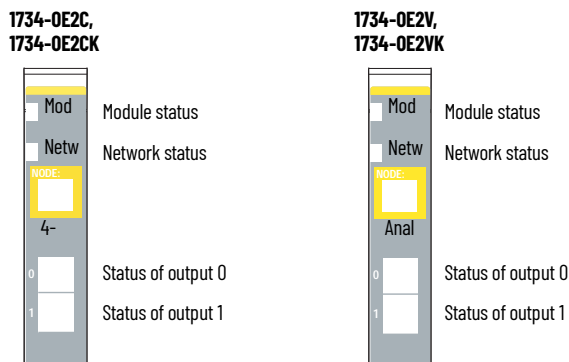 1734-OE2C,
1734-OE2CK
Mod
Module status
Netw
Network status
NODE:
4-
0
Status of output 0
1
Status of output 1
1734-OE2V,
1734-OE2VK
Mod
Module status
Netw
Network status
NODE:
Anal
0
Status of output 0
1
Status of output 1